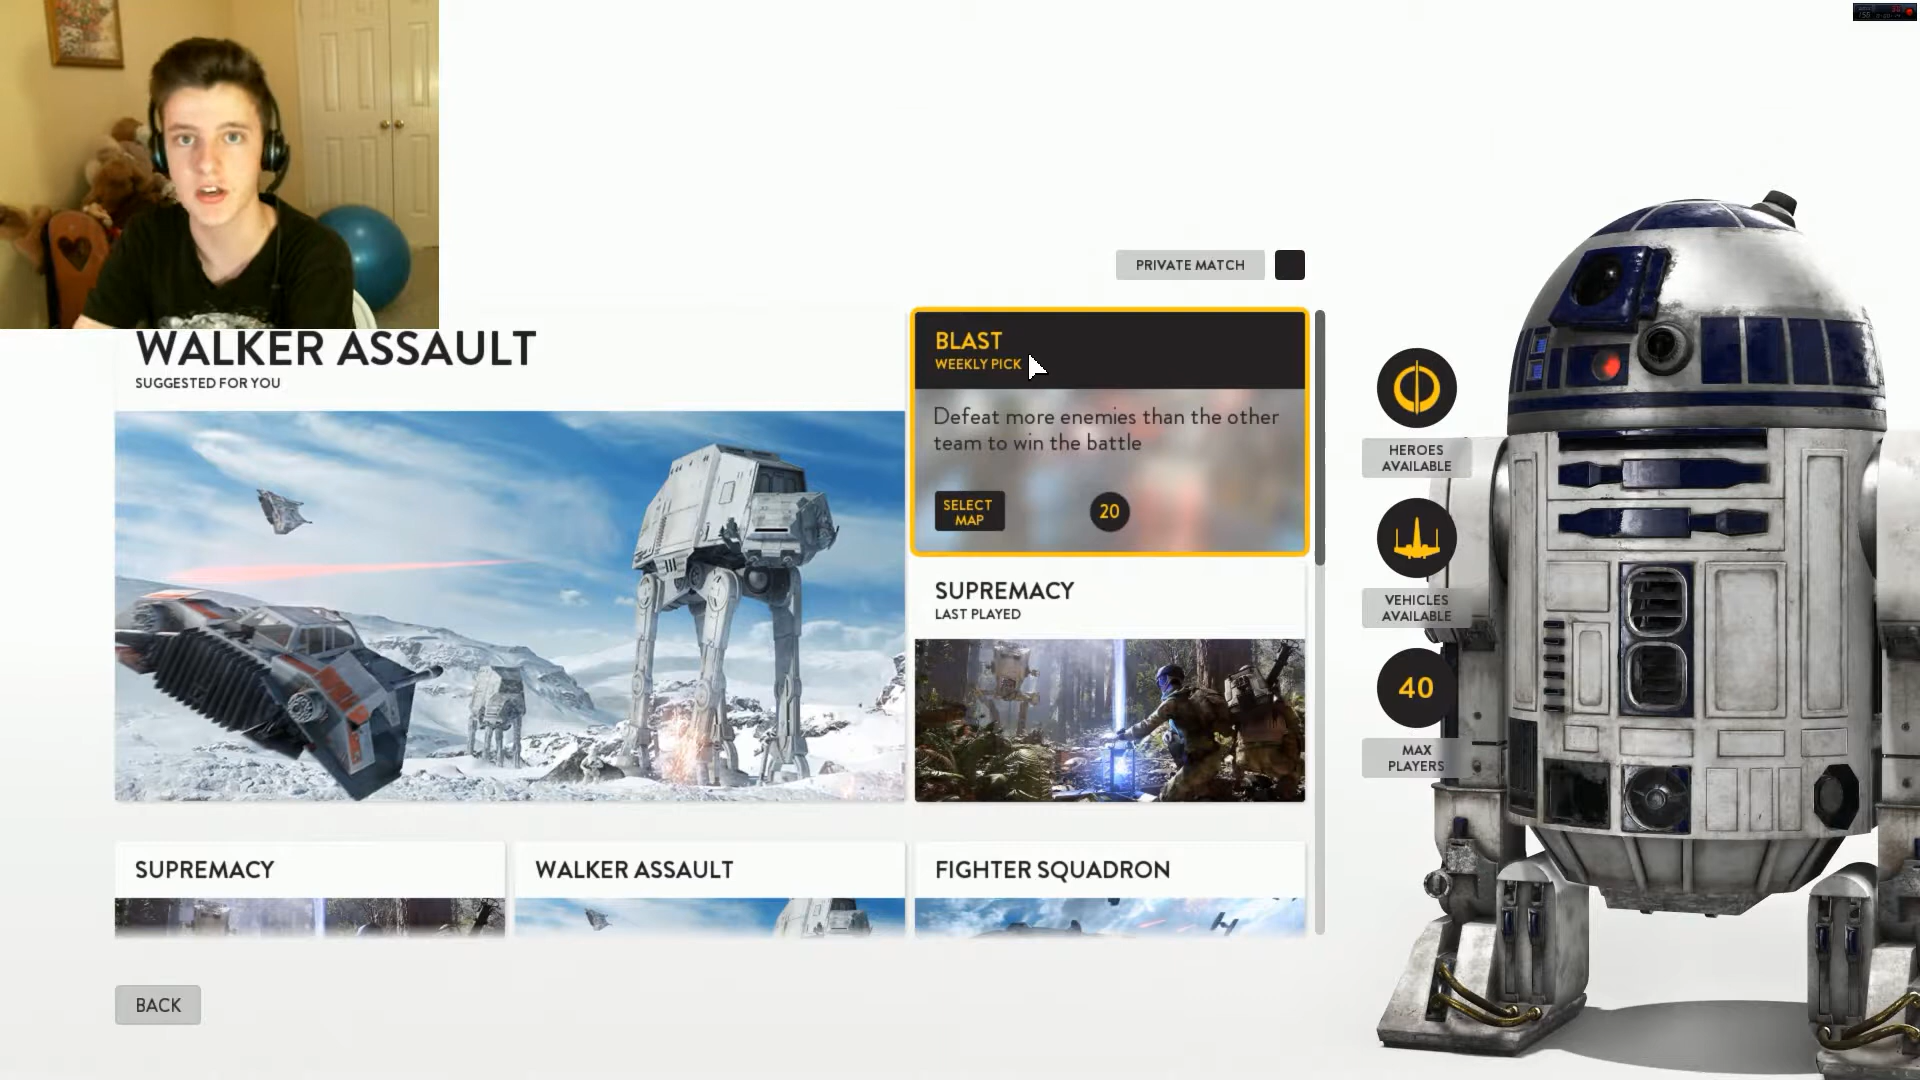 PRIVATE MATCH
WALKER ASSAULT
SUGGESTED FOR YOU
BLAST
WEEKLY PICK
Defeat more enemies than the other
team to win the battle
SELECT
MAP
20
SUPREMACY
LAST PLAYED
HEROES
AVAILABLE
VEHICLES
AVAILABLE
40
MAX
PLAYERS
SUPREMACY
WALKER ASSAULT
FIGHTER SQUADRON
BACK